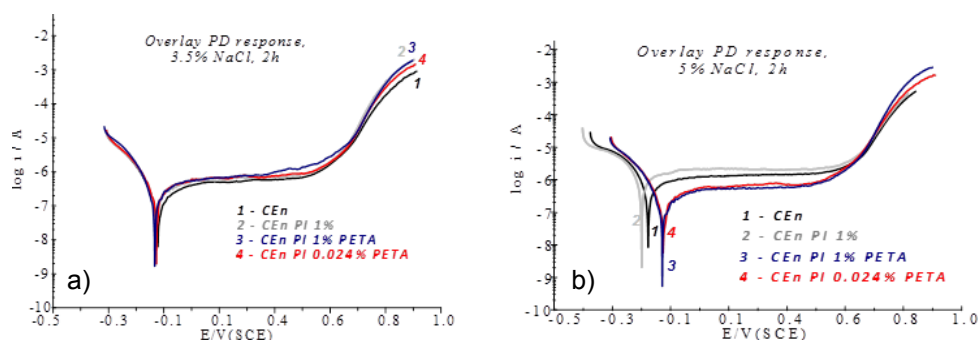 Overlay PD response,
3.5% NaCl, 2h
log i / A
-1
-2
-3
-4
-5
-6
-7
-8
-9
-10
2 3
4
1
1 - CEn
2 - CEn PI 1%
3 - CEn PI 1% PETA
4 - CEn PI 0.024% PETA
a)
-0.5 -0.3 -0.1 0.2 0.4 0.6 0.8 1.0
E/V(SCE)
Overlay PD response,
5% NaCl, 2h
log i / A
-1
-2
-3
-4
-5
-6
-7
-8
-9
-10
2
1
4
3
1 - CEn
2 - CEn PI 1%
3 - CEn PI 1% PETA
4 - CEn PI 0.024% PETA
b)
-0.5 -0.3 -0.1 0.2 0.4 0.6 0.8 1.0
E/V(SCE)